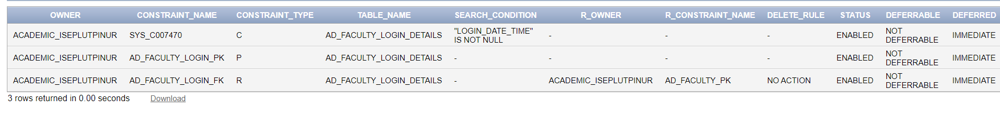 OWNER CONSTRAINT_NAME CONSTRAINT_TYPE TABLE_NAME SEARCH_CONDITION R_OWNER R_CONSTRAINT_NAME DELETE_RULE STATUS DEFERRABLE DEFERRED
ACADEMIC_ISEPLUTPINUR SYS_C007470 C AD_FACULTY_LOGIN_DETAILS "LOGIN_DATE_TIME" IS NOT NULL - - - ENABLED NOT DEFERRABLE IMMEDIATE
ACADEMIC_ISEPLUTPINUR AD_FACULTY_LOGIN_PK P AD_FACULTY_LOGIN_DETAILS - - - - ENABLED NOT DEFERRABLE IMMEDIATE
ACADEMIC_ISEPLUTPINUR AD_FACULTY_LOGIN_FK R AD_FACULTY_LOGIN_DETAILS - ACADEMIC_ISEPLUTPINUR AD_FACULTY_PK NO ACTION ENABLED NOT DEFERRABLE IMMEDIATE
3 rows returned in 0.00 seconds Download